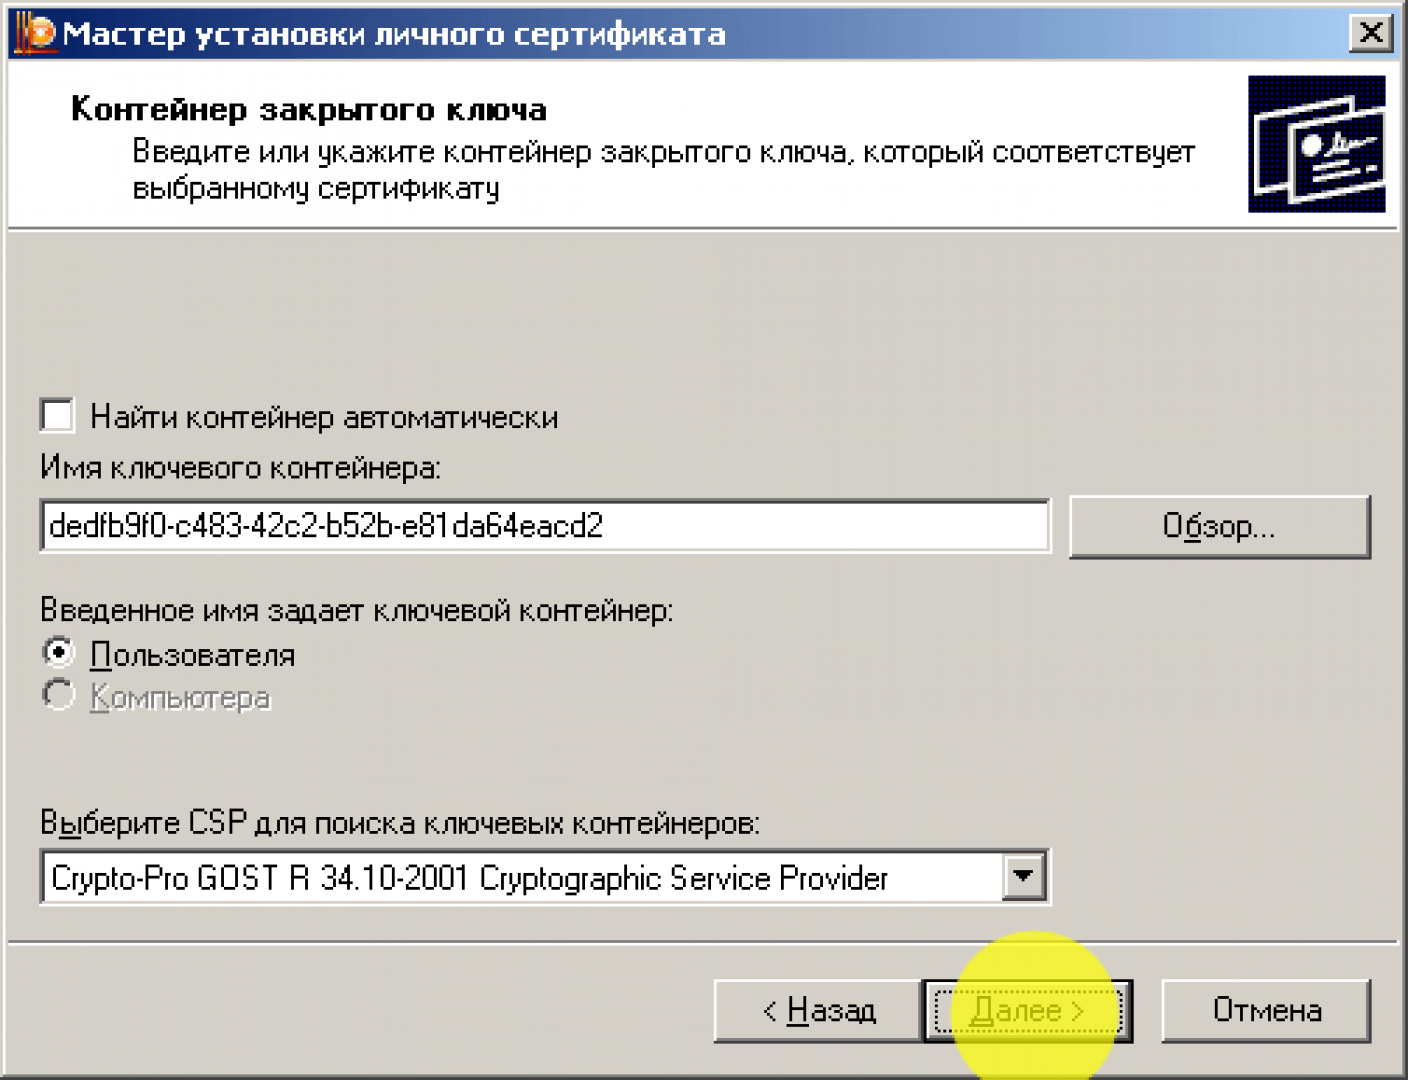 Мастер установки личного сертификата
Контейнер закрытого ключа
Введите или укажите контейнер закрытого ключа, который соответствует
выбранному сертификату
Найти контейнер автоматически
Имя ключевого контейнера:
dedfb9f0-c483-42c2-b52b-e81da64eacd2
Обзор...
Введенное имя задает ключевой контейнер:
Пользователя
Компьютера
Выберите CSP для поиска ключевых контейнеров:
Crypto-Pro GOST R 34.10-2001 Cryptographic Service Provider
< Назад
Далее >
Отмена